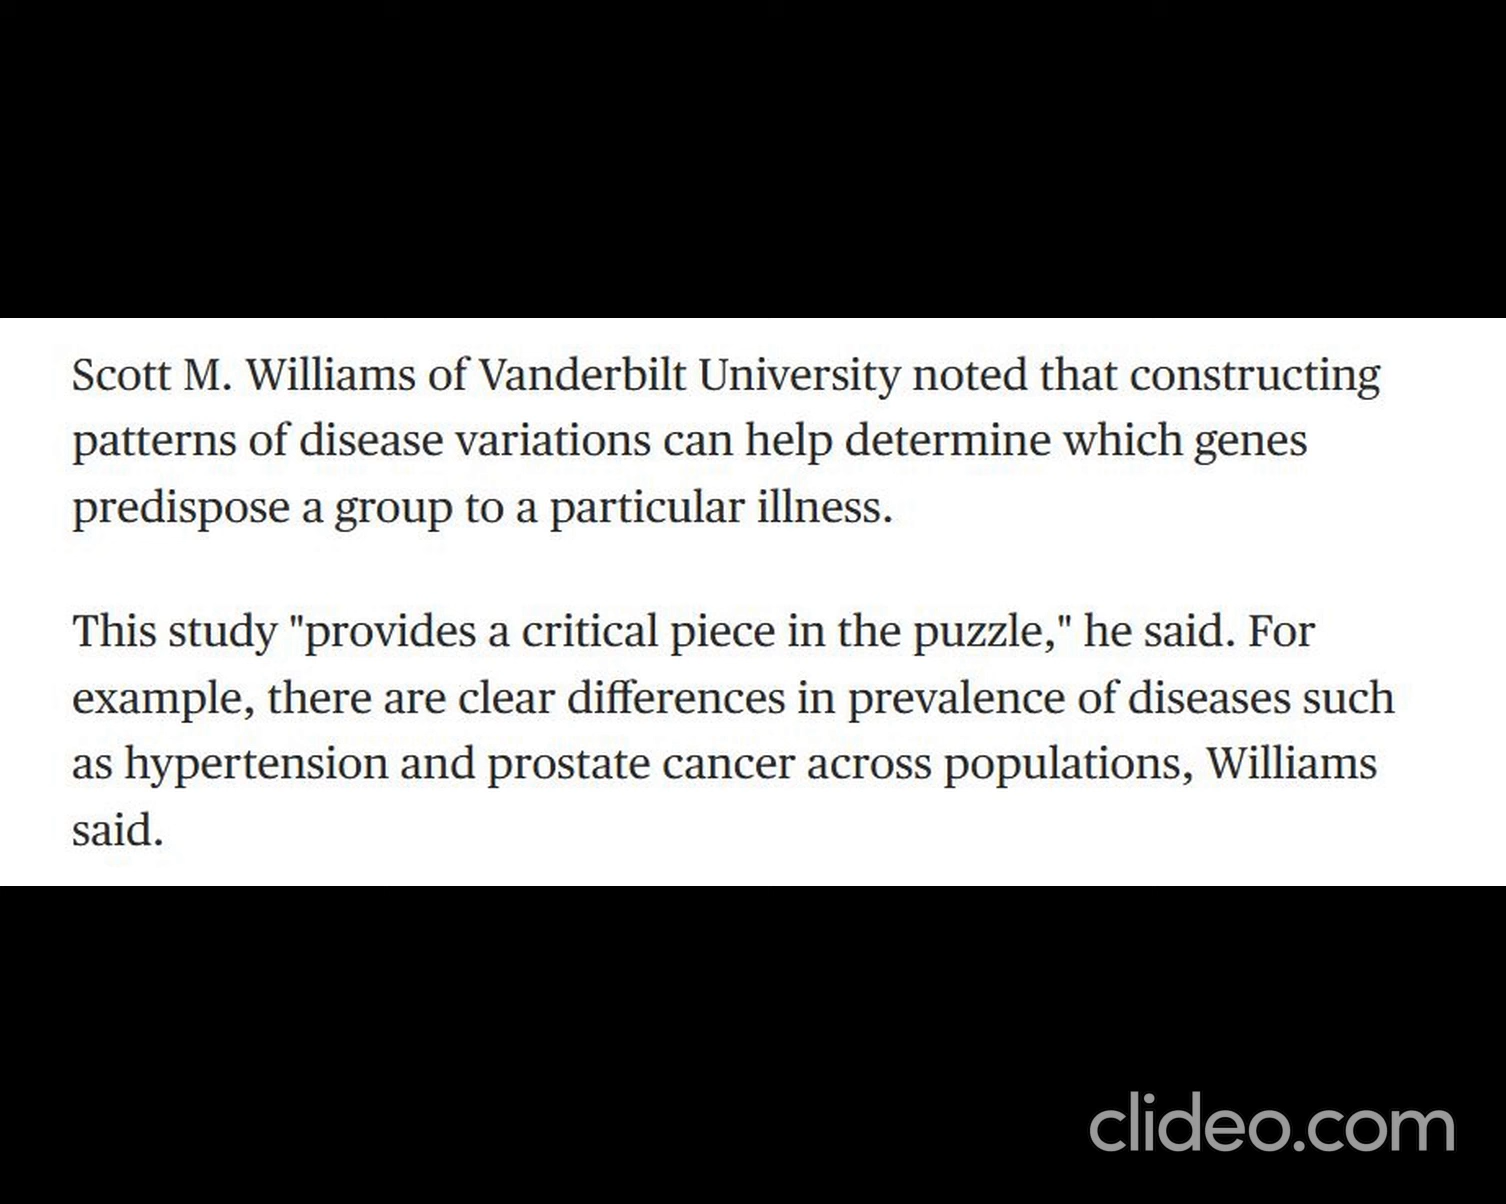 Scott M. Williams of Vanderbilt University noted that constructing
patterns of disease variations can help determine which genes
predispose a group to a particular illness.
This study "provides a critical piece in the puzzle," he said. For
example, there are clear differences in prevalence of diseases such
as hypertension and prostate cancer across populations, Williams
said.
clideo.com